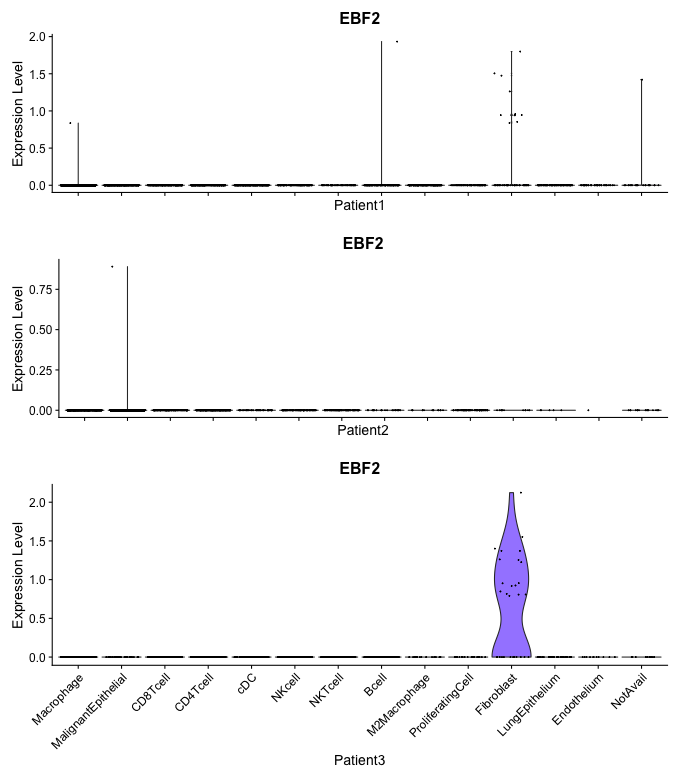 EBF2
Expression Level
2.0
1.5
1.0
0.5
0.0
Patient1
EBF2
Expression Level
0.75
0.50
0.25
0.00
Patient2
EBF2
Expression Level
2.0
1.5
1.0
0.5
0.0
Macrophage
MalignantEpithelial
CD8Tcell
CD4Tcell
cDC
NKcell
NKTcell
Bcell
M2Macrophage
ProliferatingCell
Fibroblast
LungEpithelium
Endothelium
NotAvail
Patient3